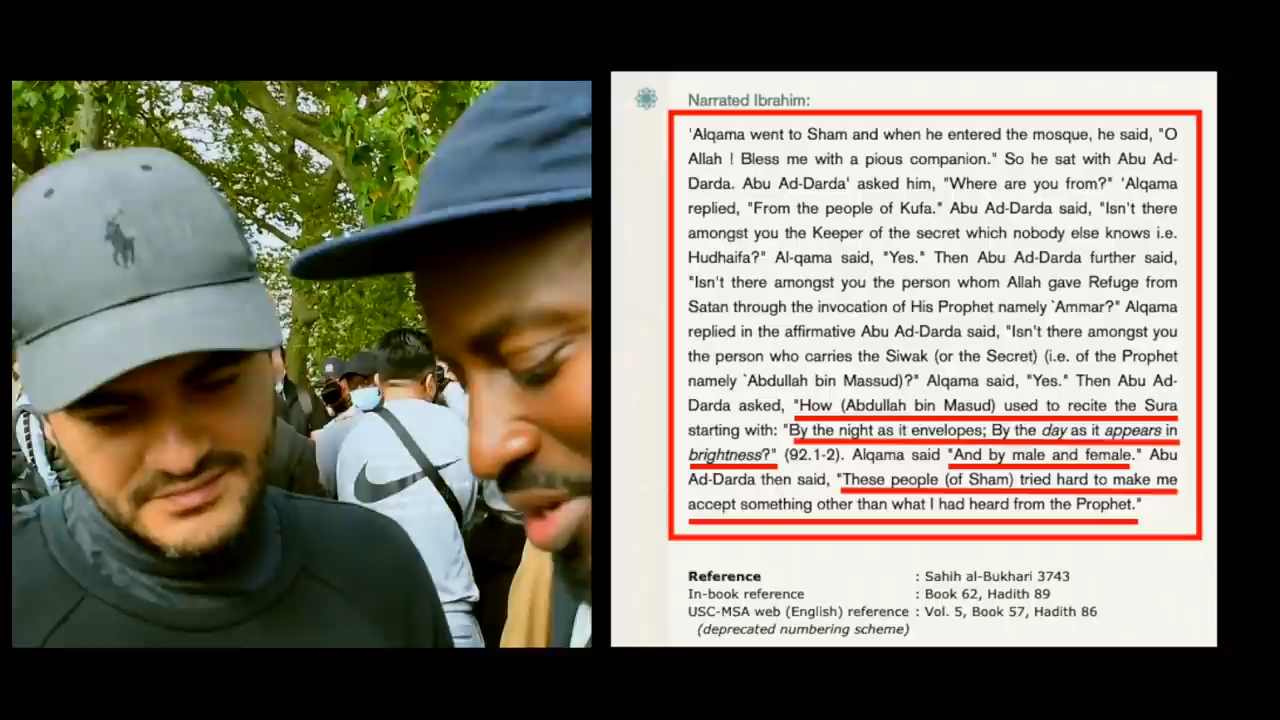 Narrated Ibrahim:
'Alqama went to Sham and when he entered the mosque, he said, "O
Allah ! Bless me with a pious companion." So he sat with Abu Ad-
Darda. Abu Ad-Darda' asked him, "Where are you from?" 'Alqama
replied, "From the people of Kufa." Abu Ad-Darda said, "Isn't there
amongst you the Keeper of the secret which nobody else knows i.e.
Hudhaifa?" Al-qama said, "Yes." Then Abu Ad-Darda further said,
"Isn't there amongst you the person whom Allah gave Refuge from
Satan through the invocation of His Prophet namely `Ammar?" Alqama
replied in the affirmative Abu Ad-Darda said, "Isn't there amongst you
the person who carries the Siwak (or the Secret) (i.e. of the Prophet
namely `Abdullah bin Massud)?" Alqama said, "Yes." Then Abu Ad-
Darda asked, "How (Abdullah bin Masud) used to recite the Sura
starting with: "By the night as it envelopes; By the day as it appears in
brightness?" (92.1-2). Alqama said "And by male and female." Abu
Ad-Darda then said, "These people (of Sham) tried hard to make me
accept something other than what I had heard from the Prophet."
Reference : Sahih al-Bukhari 3743
In-book reference : Book 62, Hadith 89
USC-MSA web (English) reference : Vol. 5, Book 57, Hadith 86
(deprecated numbering scheme)